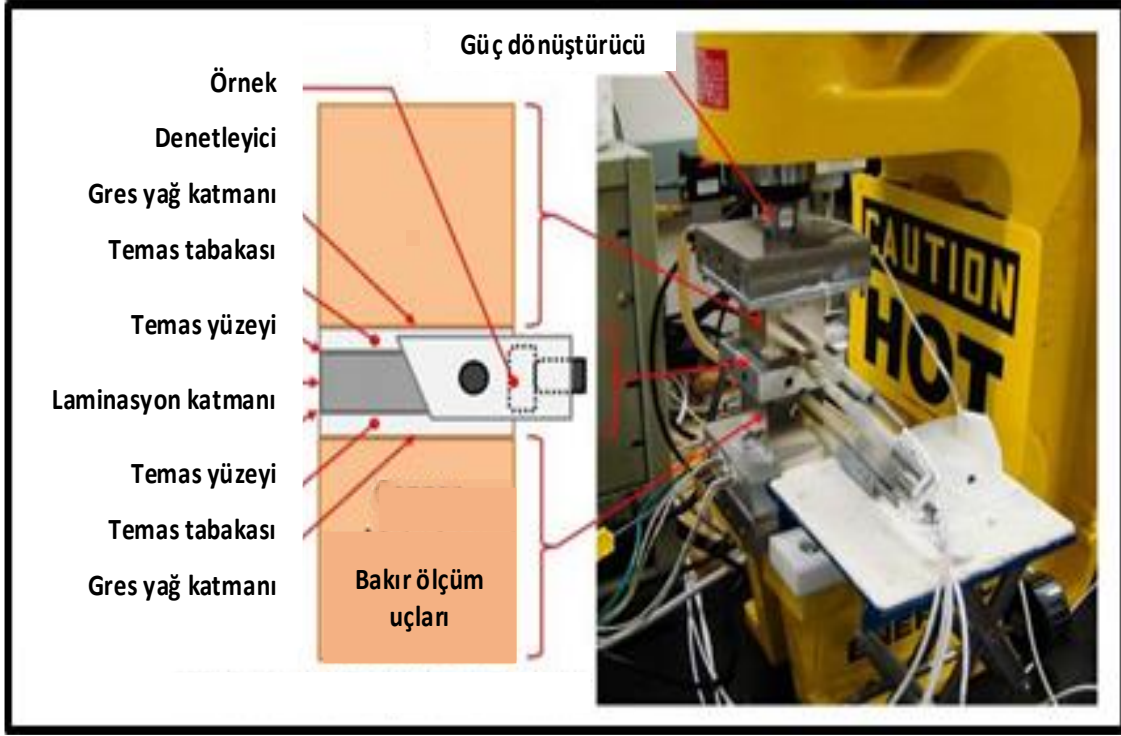 Güç dönüştürücü
Örnek
Denetleyici
Gres yağ katmanı
Temas tabakası
Temas yüzeyi
Laminasyon katmanı
Temas yüzeyi
Temas tabakası
Gres yağ katmanı
Bakır ölçüm
uçları
CAUTION
HOT